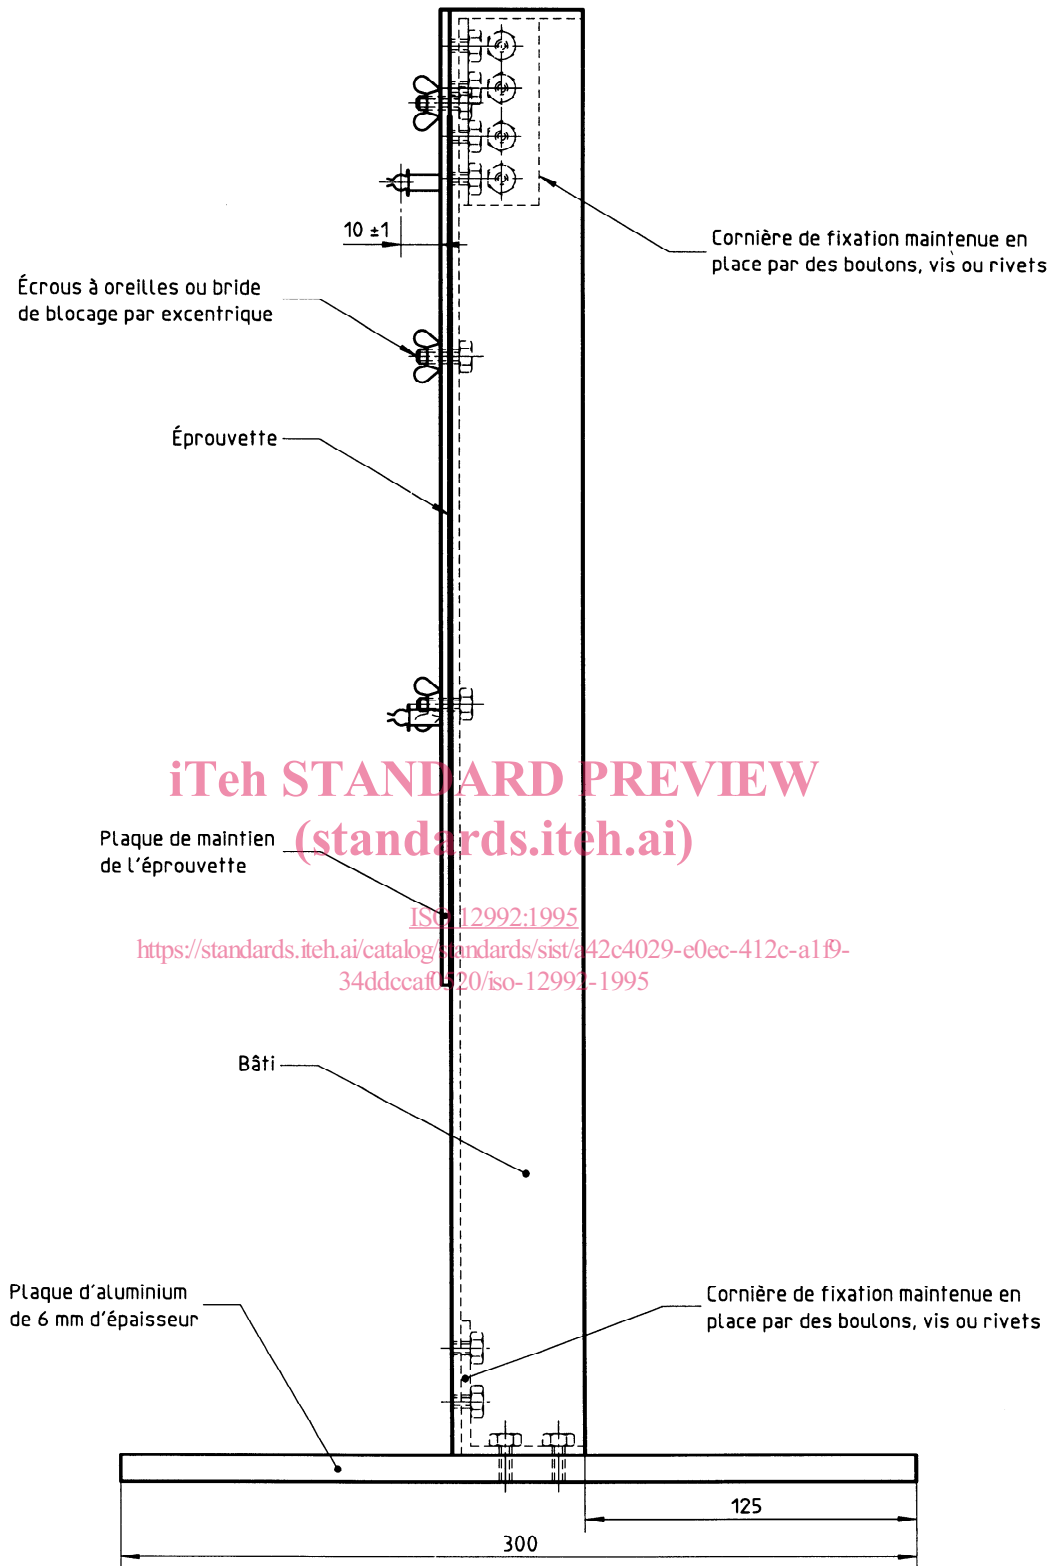 10 ±1
Cornière de fixation maintenue en
place par des boulons, vis ou rivets
Écrous à oreilles ou bride
de blocage par excentrique
Éprouvette
iTeh STANDARD PREVIEW
(standards.iteh.ai)
Plaque de maintien
de l'éprouvette
ISO 12992:1995
https://standards.iteh.ai/catalog/standards/sist/a42c4029-e0ec-412c-a1f9-
34ddccaf0520/iso-12992-1995
Bâti
Plaque d'aluminium
de 6 mm d'épaisseur
Cornière de fixation maintenue en
place par des boulons, vis ou rivets
125
300